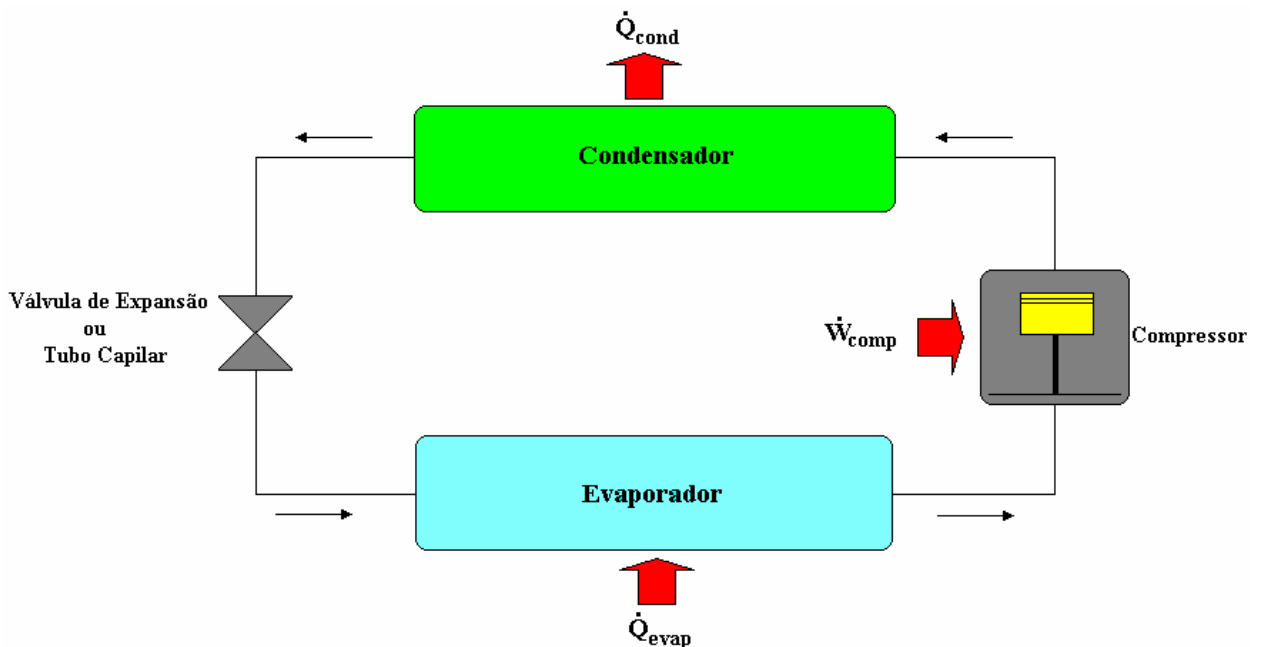 Q̇cond
Condensador
Válvula de Expansão
ou
Tubo Capilar
Ẇcomp
Compressor
Evaporador
Q̇evap